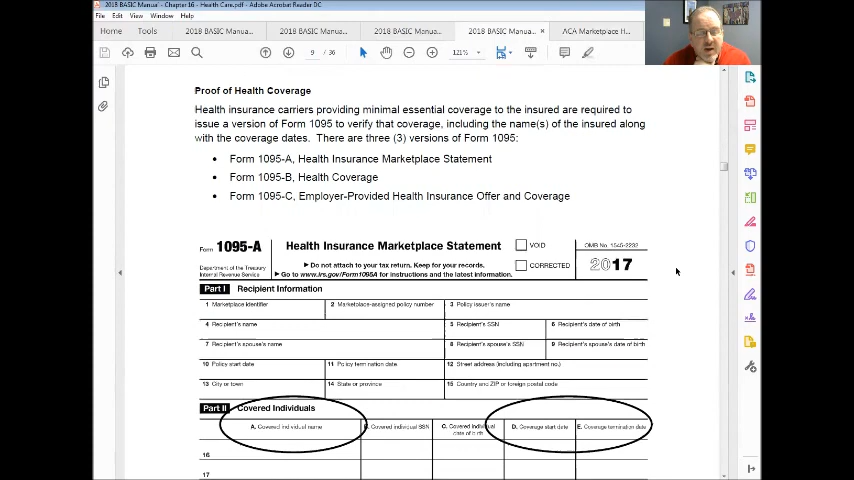 2018 BASIC Manual - Chapter 16 - Health Care.pdf - Adobe Acrobat Reader DC
File Edit View Window Help
Home Tools 2018 BASIC Manua... 2018 BASIC Manua... 2018 BASIC Manua... 2018 BASIC Manua... × ACA Marketplace H...
9 / 36 121%
Proof of Health Coverage
Health insurance carriers providing minimal essential coverage to the insured are required to
issue a version of Form 1095 to verify that coverage, including the name(s) of the insured along
with the coverage dates. There are three (3) versions of Form 1095:
• Form 1095-A, Health Insurance Marketplace Statement
• Form 1095-B, Health Coverage
• Form 1095-C, Employer-Provided Health Insurance Offer and Coverage
Form 1095-A Health Insurance Marketplace Statement VOID OMB No. 1545-2232
Department of the Treasury ▶ Do not attach to your tax return. Keep for your records. CORRECTED 2017
Internal Revenue Service ▶ Go to www.irs.gov/Form1095A for instructions and the latest information.
Part I Recipient Information
1 Marketplace identifier 2 Marketplace-assigned policy number 3 Policy issuer's name
4 Recipient's name 5 Recipient's SSN 6 Recipient's date of birth
7 Recipient's spouse's name 8 Recipient's spouse's SSN 9 Recipient's spouse's date of birth
10 Policy start date 11 Policy termination date 12 Street address (including apartment no.)
13 City or town 14 State or province 15 Country and ZIP or foreign postal code
Part II Covered Individuals
A. Covered individual name B. Covered individual SSN C. Covered individual date of birth D. Coverage start date E. Coverage termination date
16
17